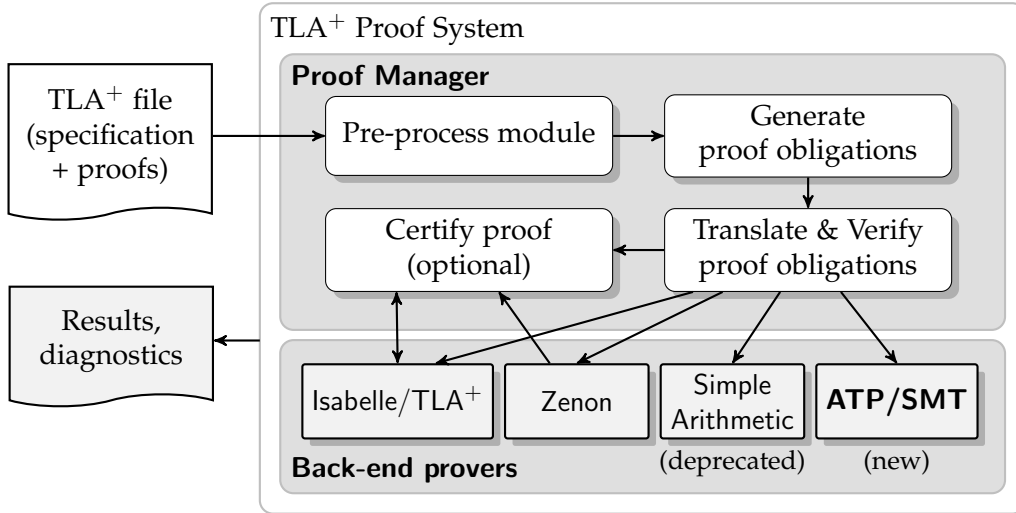 TLA⁺ Proof System
Proof Manager
TLA⁺ file
(specification
+ proofs)
Pre-process module
Generate
proof obligations
Certify proof
(optional)
Translate & Verify
proof obligations
Results,
diagnostics
Isabelle/TLA⁺
Zenon
Simple
Arithmetic
ATP/SMT
(deprecated)
(new)
Back-end provers